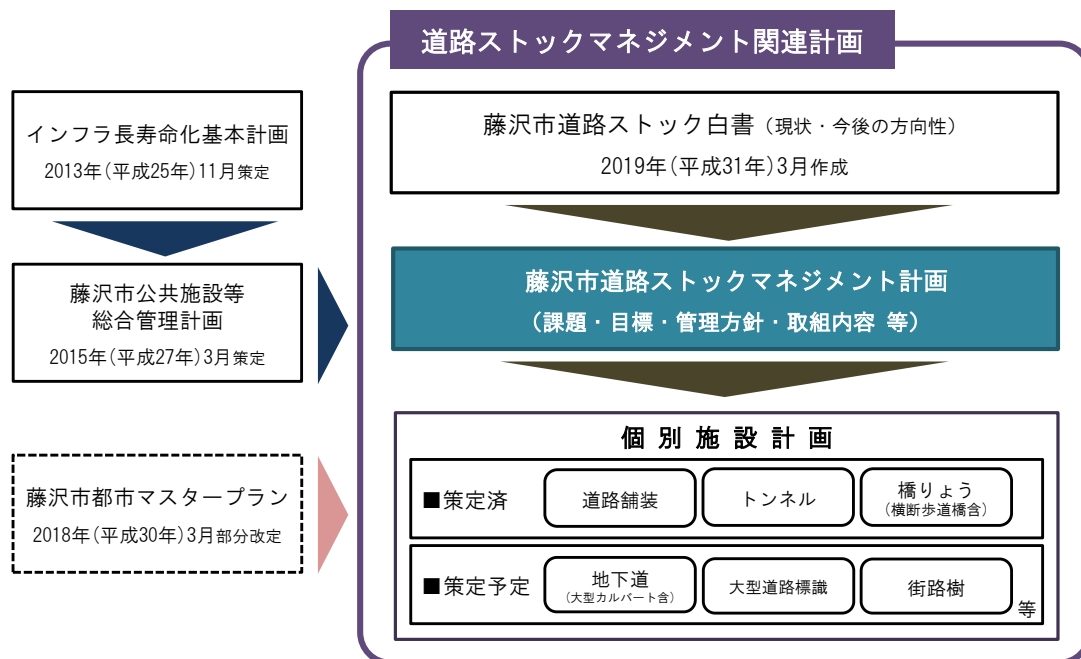 道路ストックマネジメント関連計画
インフラ長寿命化基本計画
2013年(平成25年)11月策定
藤沢市公共施設等
総合管理計画
2015年(平成27年)3月策定
藤沢市都市マスタープラン
2018年(平成30年)3月部分改定
藤沢市道路ストック白書(現状・今後の方向性)
2019年(平成31年)3月作成
藤沢市道路ストックマネジメント計画
(課題・目標・管理方針・取組内容 等)
個別施設計画
■策定済
道路舗装
トンネル
橋りょう
(横断歩道橋含)
■策定予定
地下道
(大型カルバート含)
大型道路標識
街路樹
等